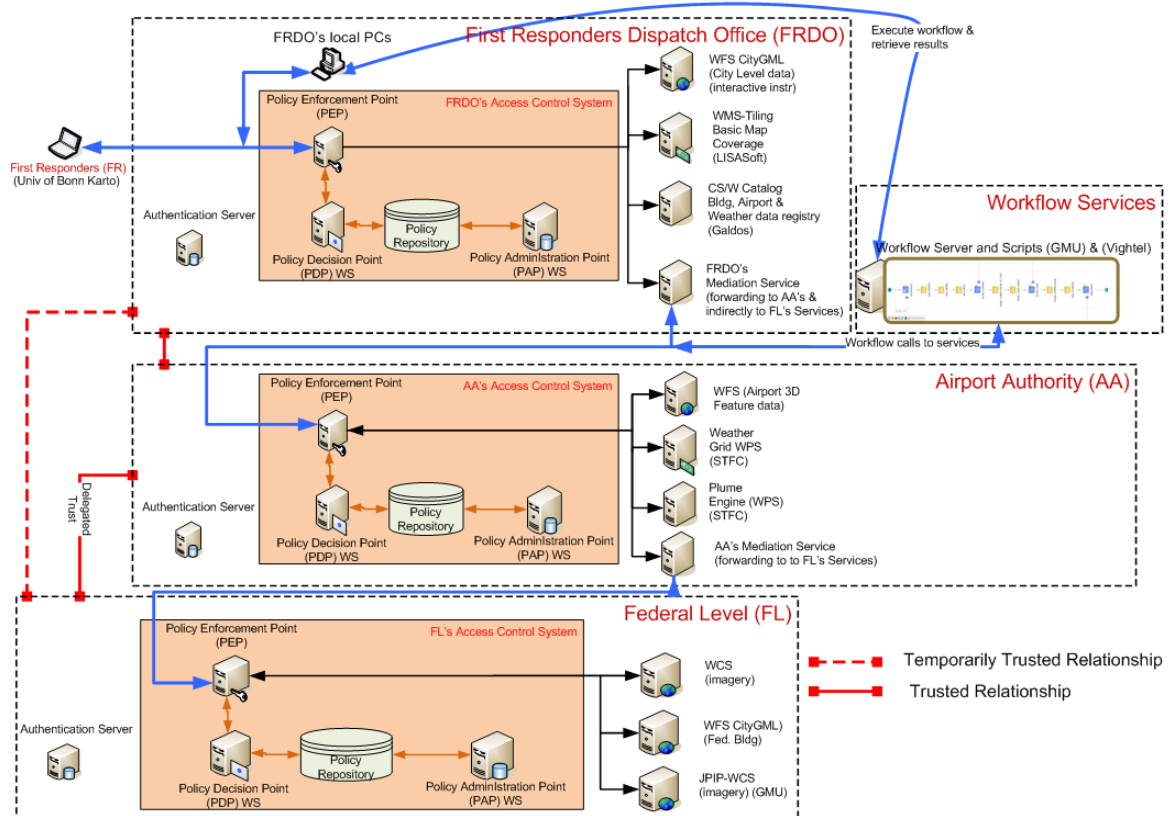 First Responders Dispatch Office (FRDO)
FRDO's local PCs
Execute workflow &
retrieve results
First Responders (FR)
(Univ of Bonn Karto)
Policy Enforcement Point
(PEP)
FRDO's Access Control System
Authentication Server
Policy Decision Point
(PDP) WS
Policy
Repository
Policy AdminIstration Point
(PAP) WS
WFS CityGML
(City Level data)
(interactive instr)
WMS-Tiling
Basic Map
Coverage
(LISASoft)
CS/W Catalog
Bldg, Airport &
Weather data registry
(Galdos)
FRDO's
Mediation Service
(forwarding to AA's &
indirectly to FL's Services)
Workflow Services
Workflow Server and Scripts (GMU) & (Vightel)
Workflow calls to services
Airport Authority (AA)
Policy Enforcement Point
(PEP)
AA's Access Control System
Authentication Server
Policy Decision Point
(PDP) WS
Policy
Repository
Policy AdminIstration Point
(PAP) WS
WFS (Airport 3D
Feature data)
Weather
Grid WPS
(STFC)
Plume
Engine (WPS)
(STFC)
AA's Mediation Service
(forwarding to to FL's Services)
Delegated
Trust
Federal Level (FL)
Policy Enforcement Point
(PEP)
FL's Access Control System
Authentication Server
Policy Decision Point
(PDP) WS
Policy
Repository
Policy AdminIstration Point
(PAP) WS
WCS
(imagery)
WFS CityGML)
(Fed. Bldg)
JPIP-WCS
(imagery) (GMU)
Temporarily Trusted Relationship
Trusted Relationship